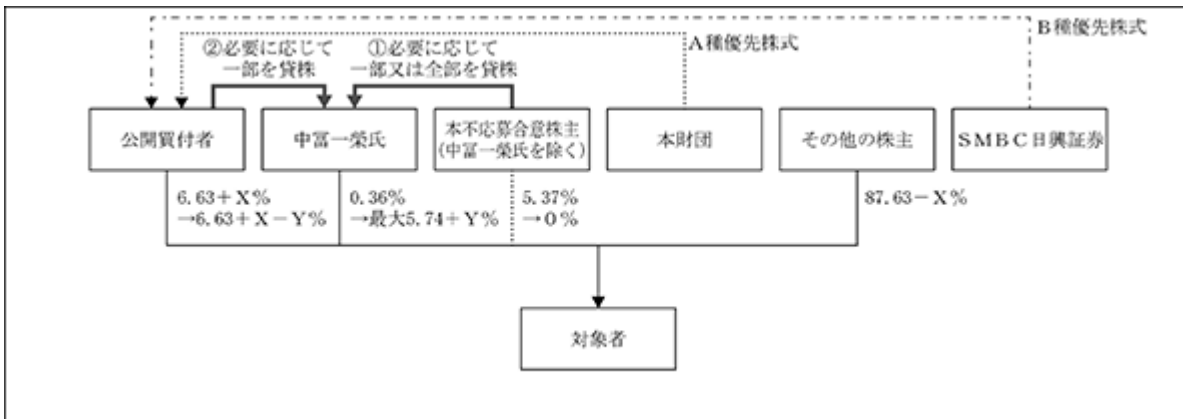 B種優先株式
A種優先株式
②必要に応じて
一部を貸株
①必要に応じて
一部又は全部を貸株
公開買付者
中冨一榮氏
本不応募合意株主
(中冨一榮氏を除く)
本財団
その他の株主
SMBC日興証券
6.63+X%
→6.63+X-Y%
0.36%
→最大5.74+Y%
5.37%
→0%
87.63-X%
対象者